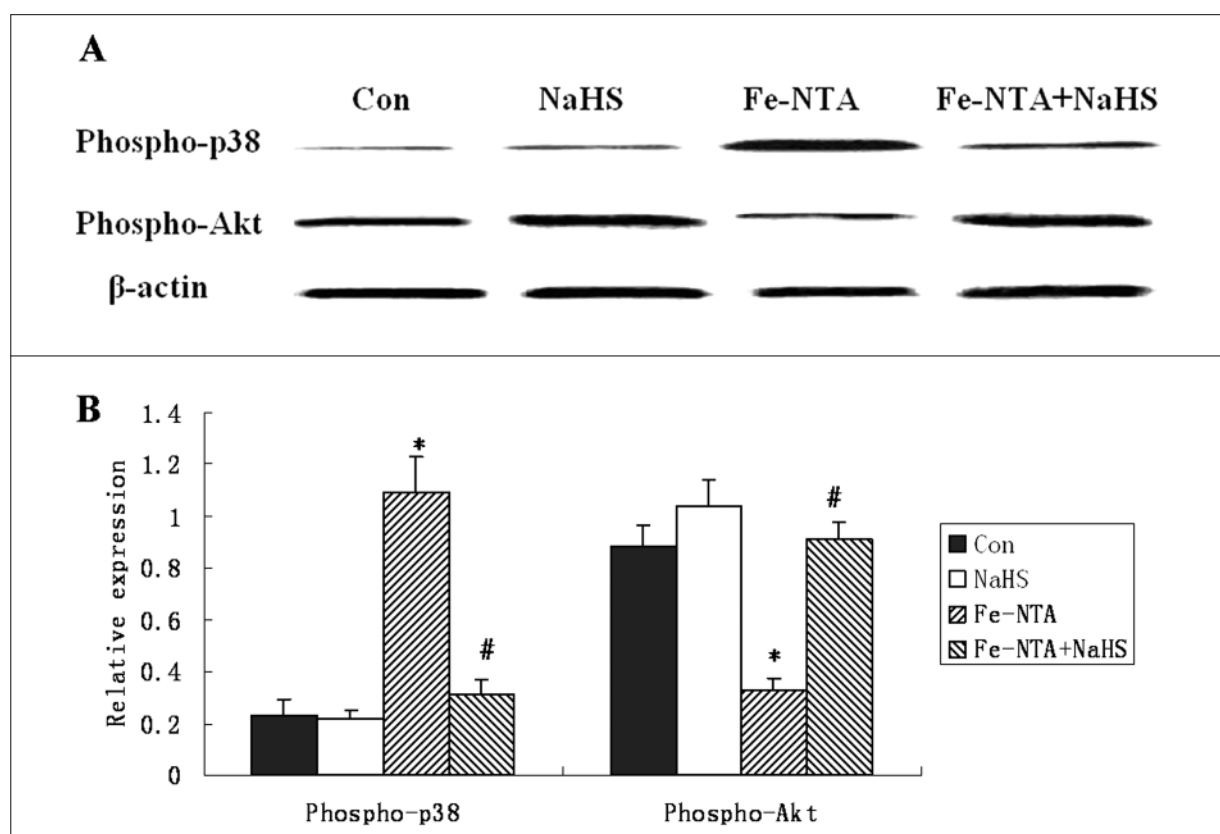 A
Con NaHS Fe-NTA Fe-NTA+NaHS
Phospho-p38
Phospho-Akt
β-actin
B
1.4
1.2
1
0.8
0.6
0.4
0.2
0
Relative expression
*
#
*
#
Phospho-p38 Phospho-Akt
Con
NaHS
Fe-NTA
Fe-NTA+NaHS